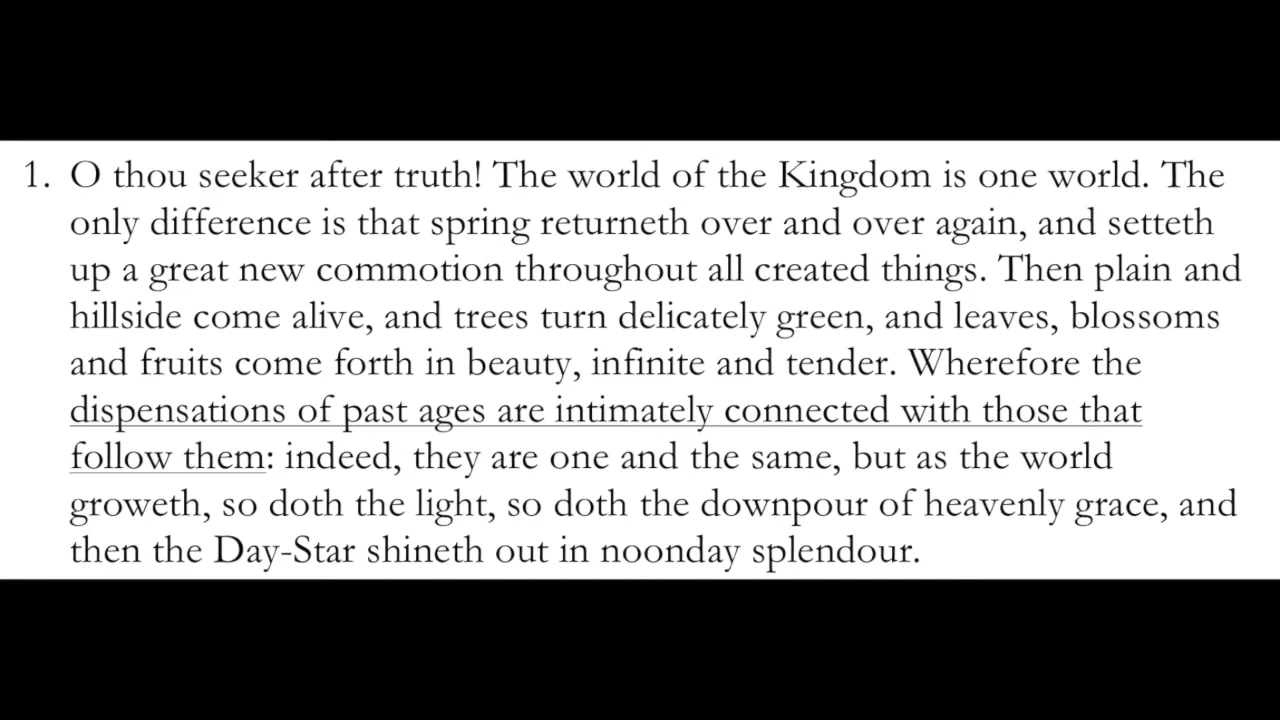 1. O thou seeker after truth! The world of the Kingdom is one world. The
only difference is that spring returneth over and over again, and setteth
up a great new commotion throughout all created things. Then plain and
hillside come alive, and trees turn delicately green, and leaves, blossoms
and fruits come forth in beauty, infinite and tender. Wherefore the
dispensations of past ages are intimately connected with those that
follow them: indeed, they are one and the same, but as the world
groweth, so doth the light, so doth the downpour of heavenly grace, and
then the Day-Star shineth out in noonday splendour.